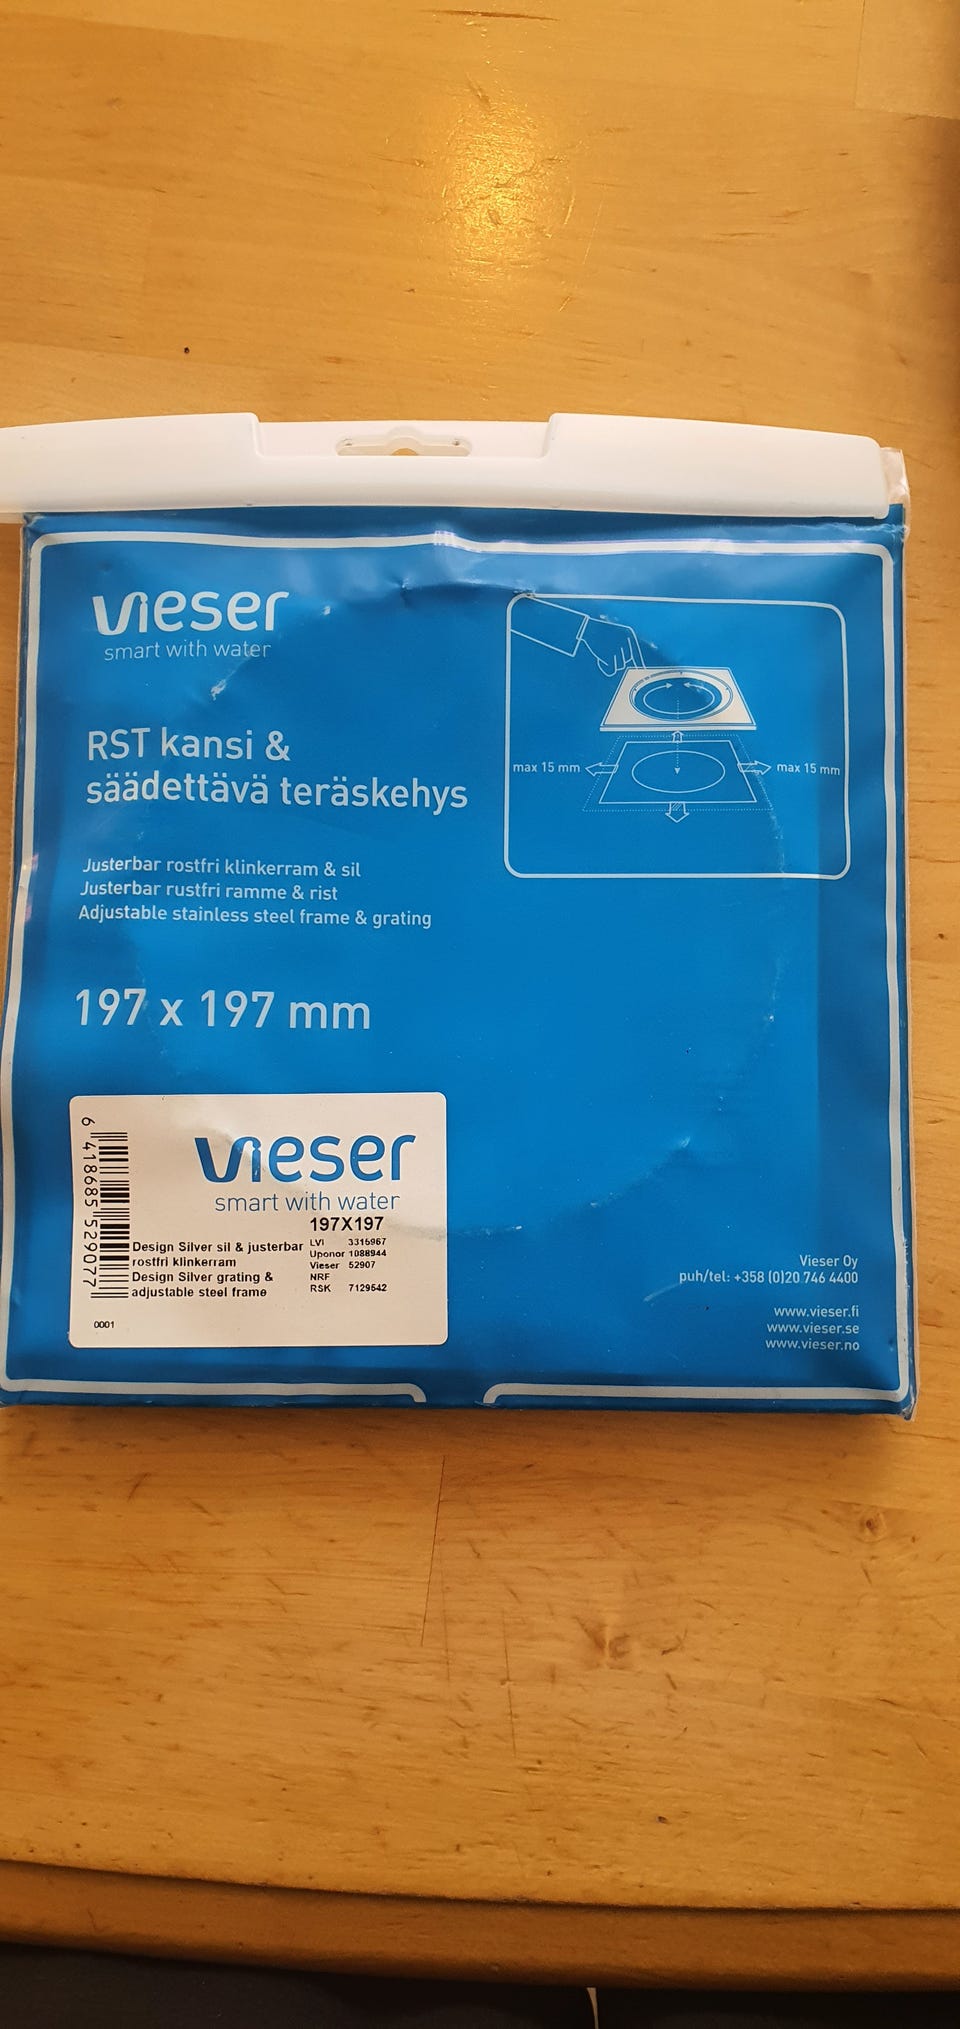 vieser
smart with water
RST kansi &
säädettävä teräskehys
max 15 mm
max 15 mm
Justerbar rostfri klinkerram & sil
Justerbar rustfri ramme & rist
Adjustable stainless steel frame & grating
197 x 197 mm
6 418685 529077
vieser
smart with water
197X197
Design Silver sil & justerbar
rostfri klinkerram
Design Silver grating &
adjustable steel frame
LVI 3315967
Uponor 1088944
Vieser 52907
NRF
RSK 7129542
0001
Vieser Oy
puh/tel: +358 (0)20 746 4400
www.vieser.fi
www.vieser.se
www.vieser.no